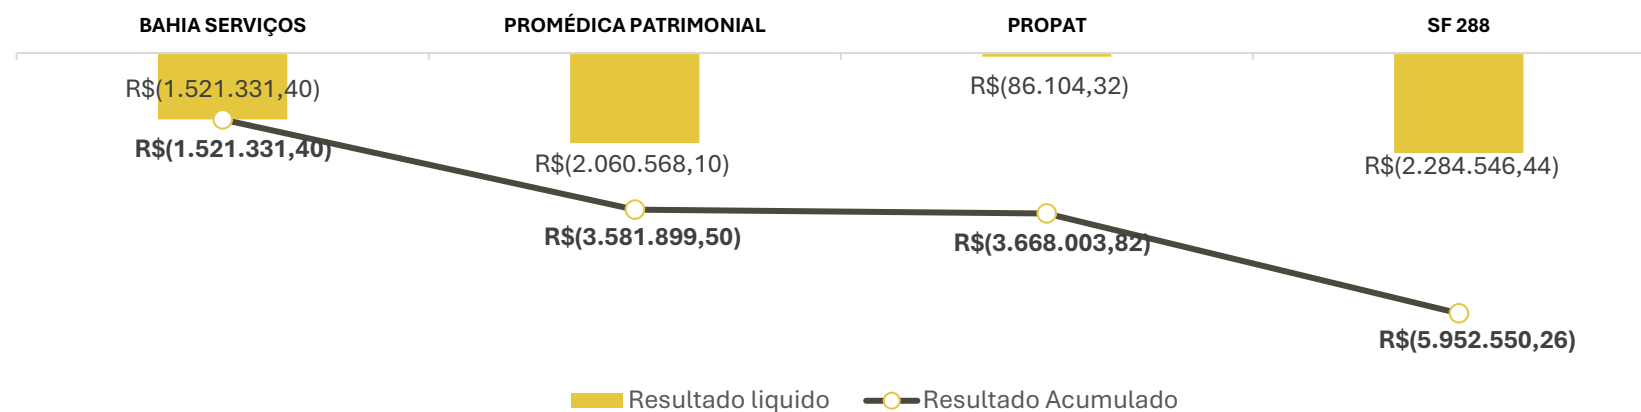 BAHIA SERVIÇOS PROMÉDICA PATRIMONIAL PROPAT SF 288
R$(1.521.331,40) R$(2.060.568,10) R$(86.104,32) R$(2.284.546,44)
R$(1.521.331,40) R$(3.581.899,50) R$(3.668.003,82) R$(5.952.550,26)
Resultado liquido Resultado Acumulado